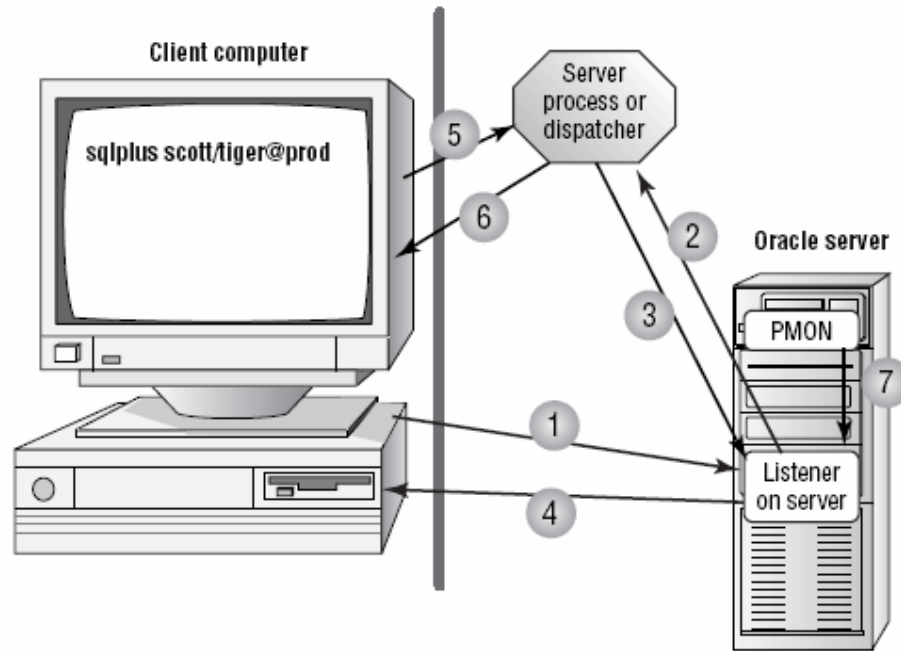 Client computer
sqlplus scott/tiger@prod
Server
process or
dispatcher
5
6
2
Oracle server
3
PMON
7
1
Listener
on server
4